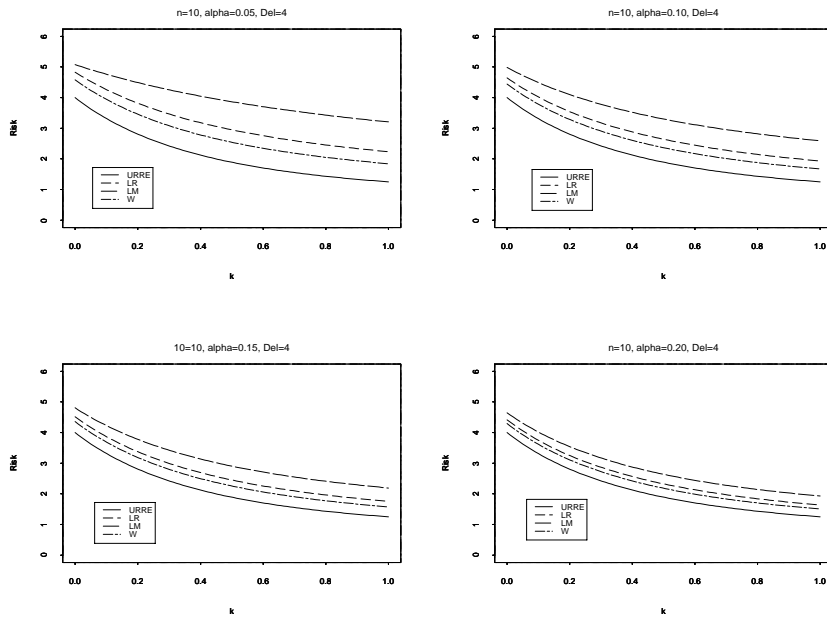 n=10, alpha=0.05, Del=4
Risk
6
5
4
3
2
1
0
URRE
LR
LM
W
0.0 0.2 0.4 0.6 0.8 1.0
k
n=10, alpha=0.10, Del=4
Risk
6
5
4
3
2
1
0
URRE
LR
LM
W
0.0 0.2 0.4 0.6 0.8 1.0
k
10=10, alpha=0.15, Del=4
Risk
6
5
4
3
2
1
0
URRE
LR
LM
W
0.0 0.2 0.4 0.6 0.8 1.0
k
n=10, alpha=0.20, Del=4
Risk
6
5
4
3
2
1
0
URRE
LR
LM
W
0.0 0.2 0.4 0.6 0.8 1.0
k